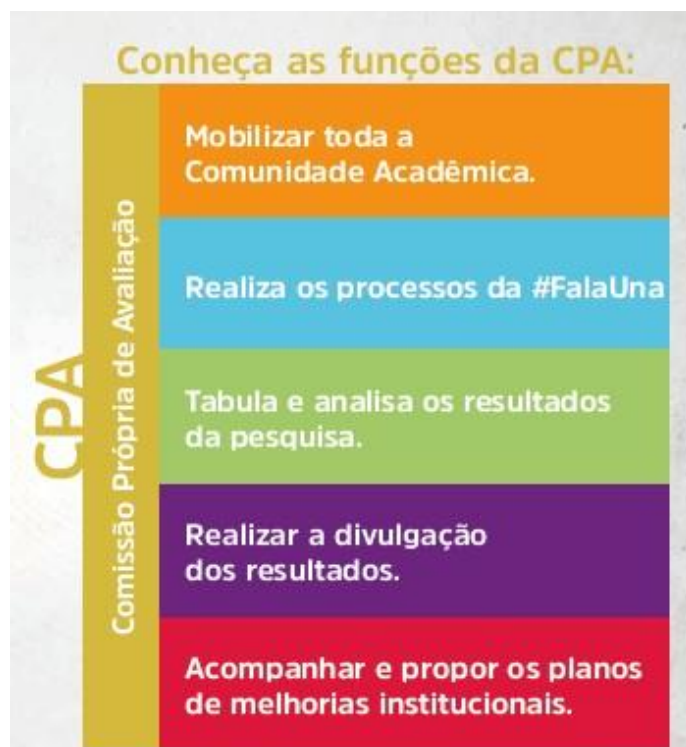 Conheça as funções da CPA:
CPA
Comissão Própria de Avaliação
Mobilizar toda a
Comunidade Acadêmica.
Realiza os processos da #FalaUna
Tabula e analisa os resultados
da pesquisa.
Realizar a divulgação
dos resultados.
Acompanhar e propor os planos
de melhorias institucionais.